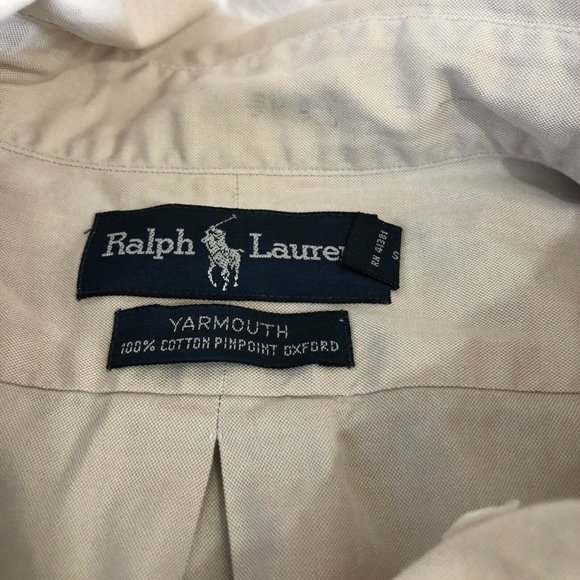 Ralph Lauren
S
RN 41381
YARMOUTH
100% COTTON PINPOINT OXFORD